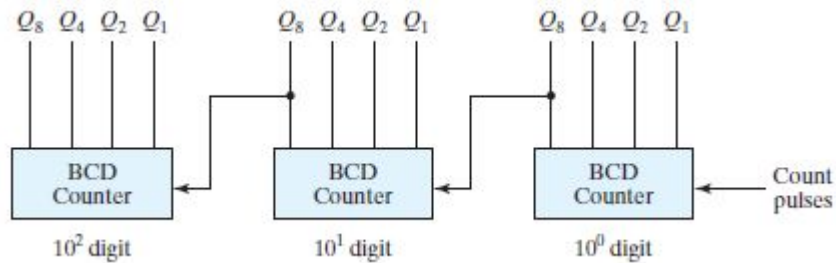 Q₈ Q₄ Q₂ Q₁ Q₈ Q₄ Q₂ Q₁ Q₈ Q₄ Q₂ Q₁
BCD Counter
BCD Counter
BCD Counter
Count pulses
10² digit
10¹ digit
10⁰ digit